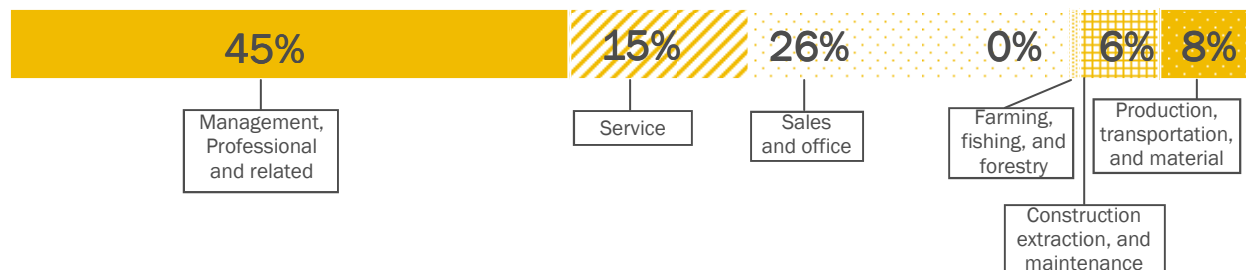 45%
15%
26%
0%
6%
8%
Management,
Professional
and related
Service
Sales
and office
Farming,
fishing, and
forestry
Production,
transportation,
and material
Construction
extraction, and
maintenance